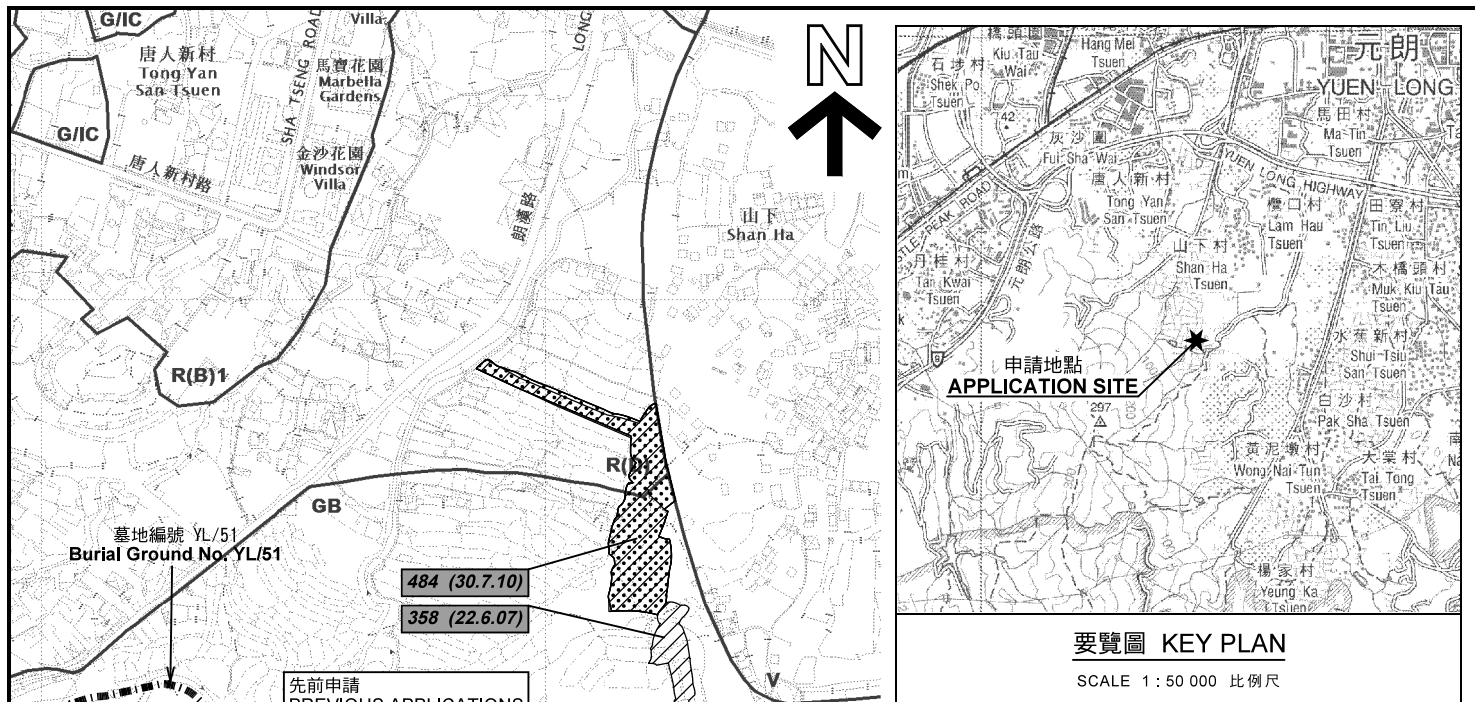 G/IC
Villa
唐人新村
Tong Yan
San Tsuen
SHA TSENG ROAD
馬寶花園
Marbella
Gardens
LONG
G/IC
金沙花園
Windsor
Villa
唐人新村路
朗漢路
山下
Shan Ha
N
R(B)1
R(D)
GB
墓地編號 YL/51
Burial Ground No. YL/51
484 (30.7.10)
358 (22.6.07)
V
先前申請
PREVIOUS APPLICATIONS
橋頭圍
Kiu Tau
Wai
Hang Mei
Tsuen
石埗村
Shek Po
Tsuen
42
元朗
YUEN LONG
馬田村
Ma Tin
Tsuen
灰沙圍
Fui Sha Wai
YUEN LONG HIGHWAY
唐人新村
Tong Yan
San Tsuen
欖口村
Lam Hau
Tsuen
田寮村
Tin Liu
Tsuen
PEAK ROAD
丹桂村
Tan Kwai
Tsuen
元朗公路
山下村
Shan Ha
Tsuen
木橋頭村
Muk Kiu Tau
Tsuen
水蕉新村
Shui Tsiu
San Tsuen
申請地點
APPLICATION SITE
297
白沙村
Pak Sha Tsuen
黃泥墩村
Wong Nai Tun
Tsuen
大棠村
Tai Tong
Tsuen
楊家村
Yeung Ka
Tsuen
要覽圖 KEY PLAN
SCALE 1 : 50 000 比例尺